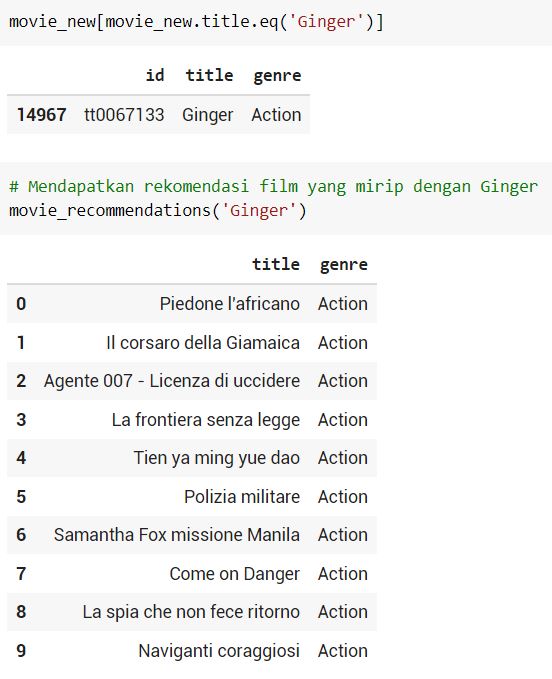 movie_new[movie_new.title.eq('Ginger')]
id title genre
14967 tt0067133 Ginger Action
# Mendapatkan rekomendasi film yang mirip dengan Ginger
movie_recommendations('Ginger')
title genre
0 Piedone l'africano Action
1 Il corsaro della Giamaica Action
2 Agente 007 - Licenza di uccidere Action
3 La frontiera senza legge Action
4 Tien ya ming yue dao Action
5 Polizia militare Action
6 Samantha Fox missione Manila Action
7 Come on Danger Action
8 La spia che non fece ritorno Action
9 Naviganti coraggiosi Action